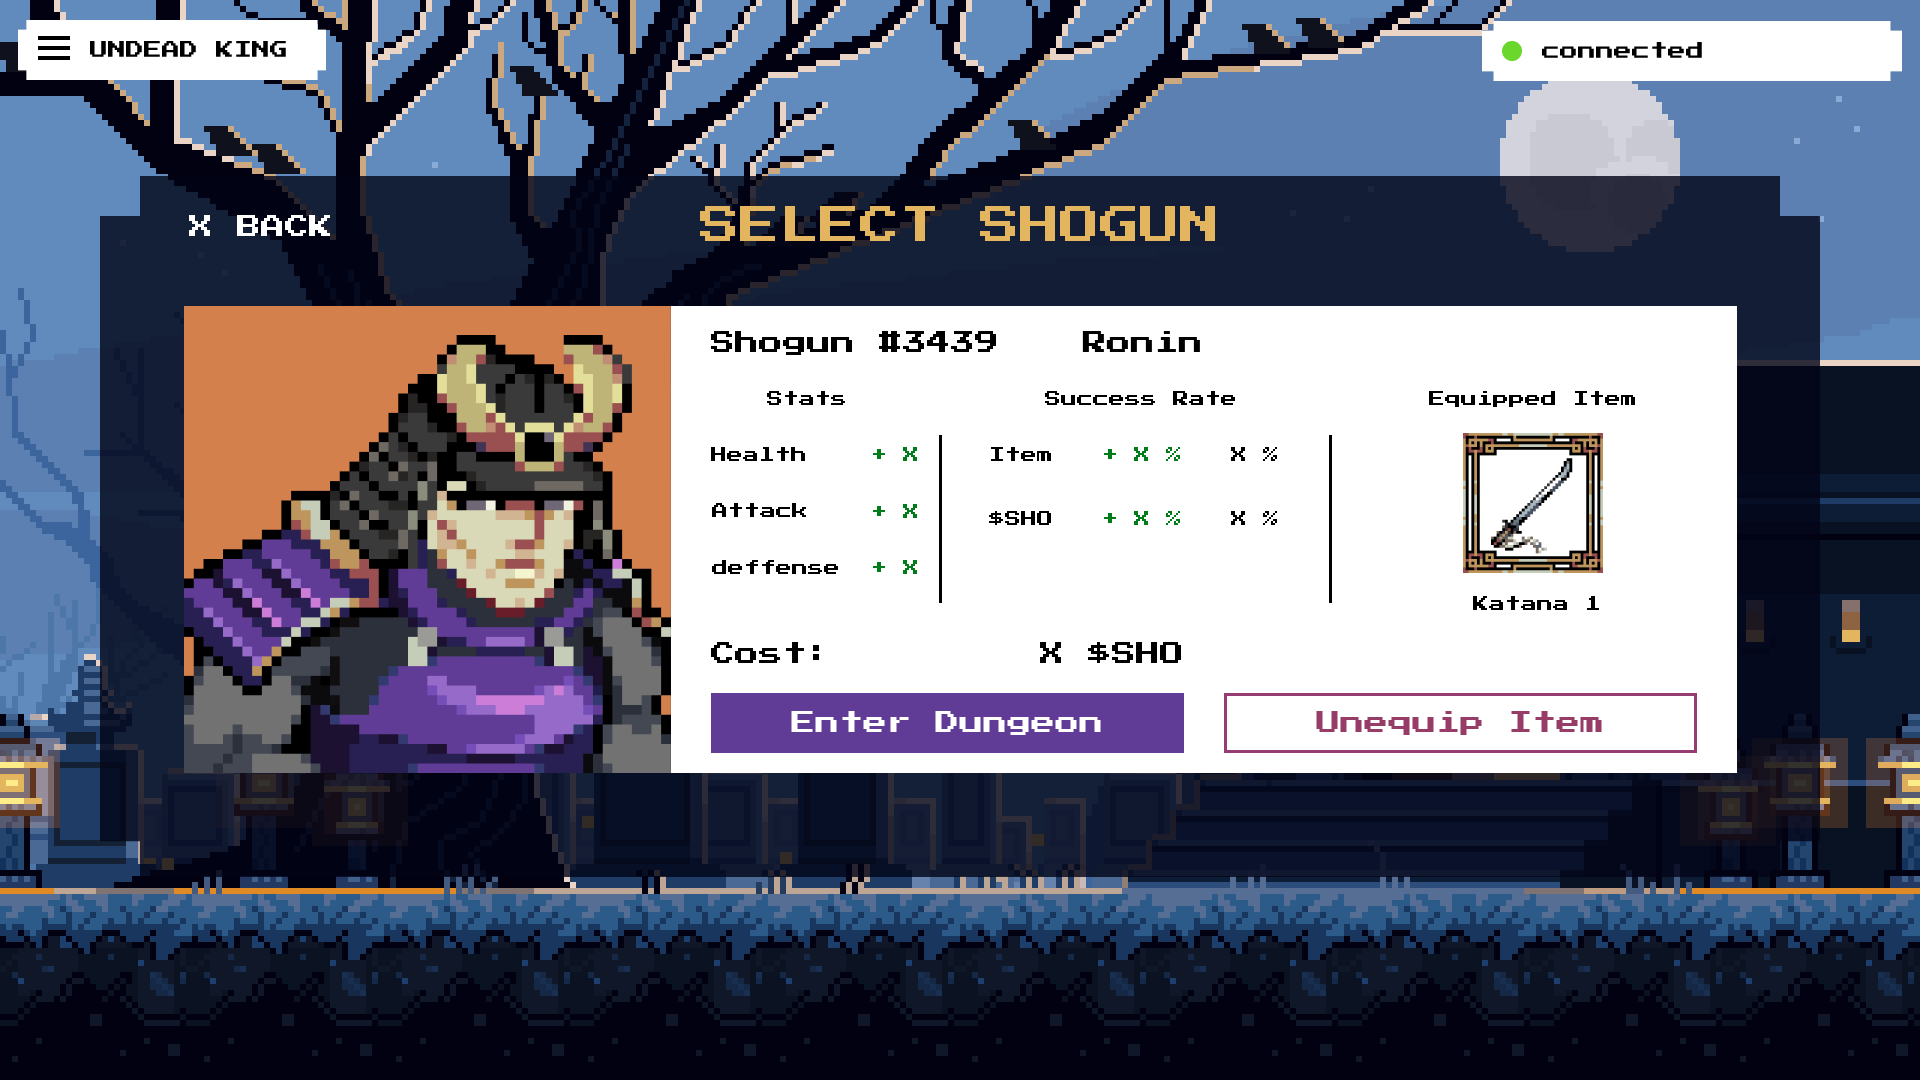 UNDEAD KING
connected
X BACK
SELECT SHOGUN
Shogun #3439 Ronin
Stats Success Rate Equipped Item
Health + X Item + X % X %
Attack + X $SHO + X % X %
deffense + X
Katana 1
Cost: X $SHO
Enter Dungeon Unequip Item